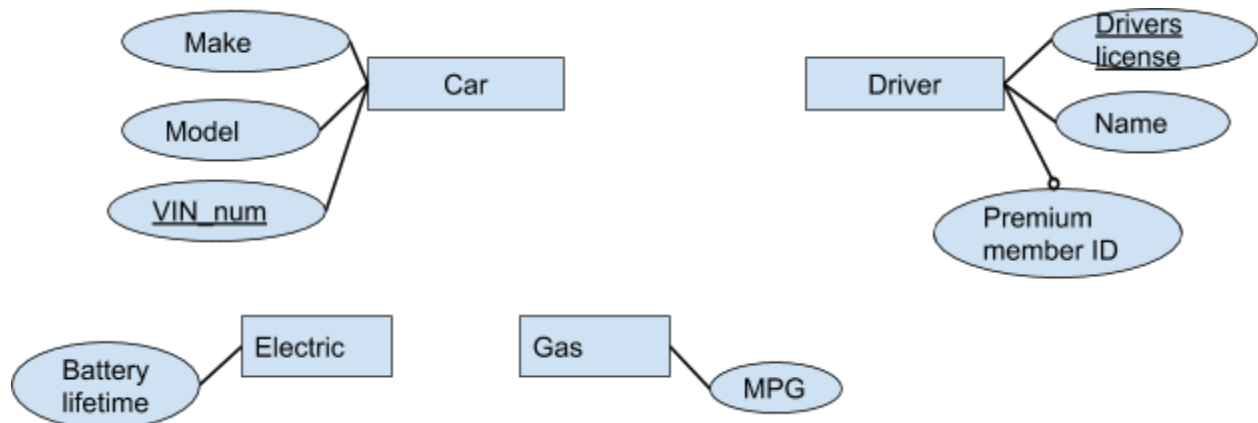 Make
Car
Model
VIN_num
Driver
Drivers
license
Name
Premium
member ID
Electric
Battery
lifetime
Gas
MPG